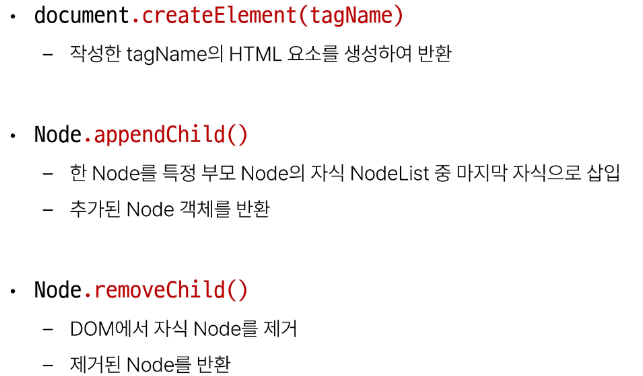 • document.createElement(tagName)
– 작성한 tagName의 HTML 요소를 생성하여 반환
• Node.appendChild()
– 한 Node를 특정 부모 Node의 자식 NodeList 중 마지막 자식으로 삽입
– 추가된 Node 객체를 반환
• Node.removeChild()
– DOM에서 자식 Node를 제거
– 제거된 Node를 반환